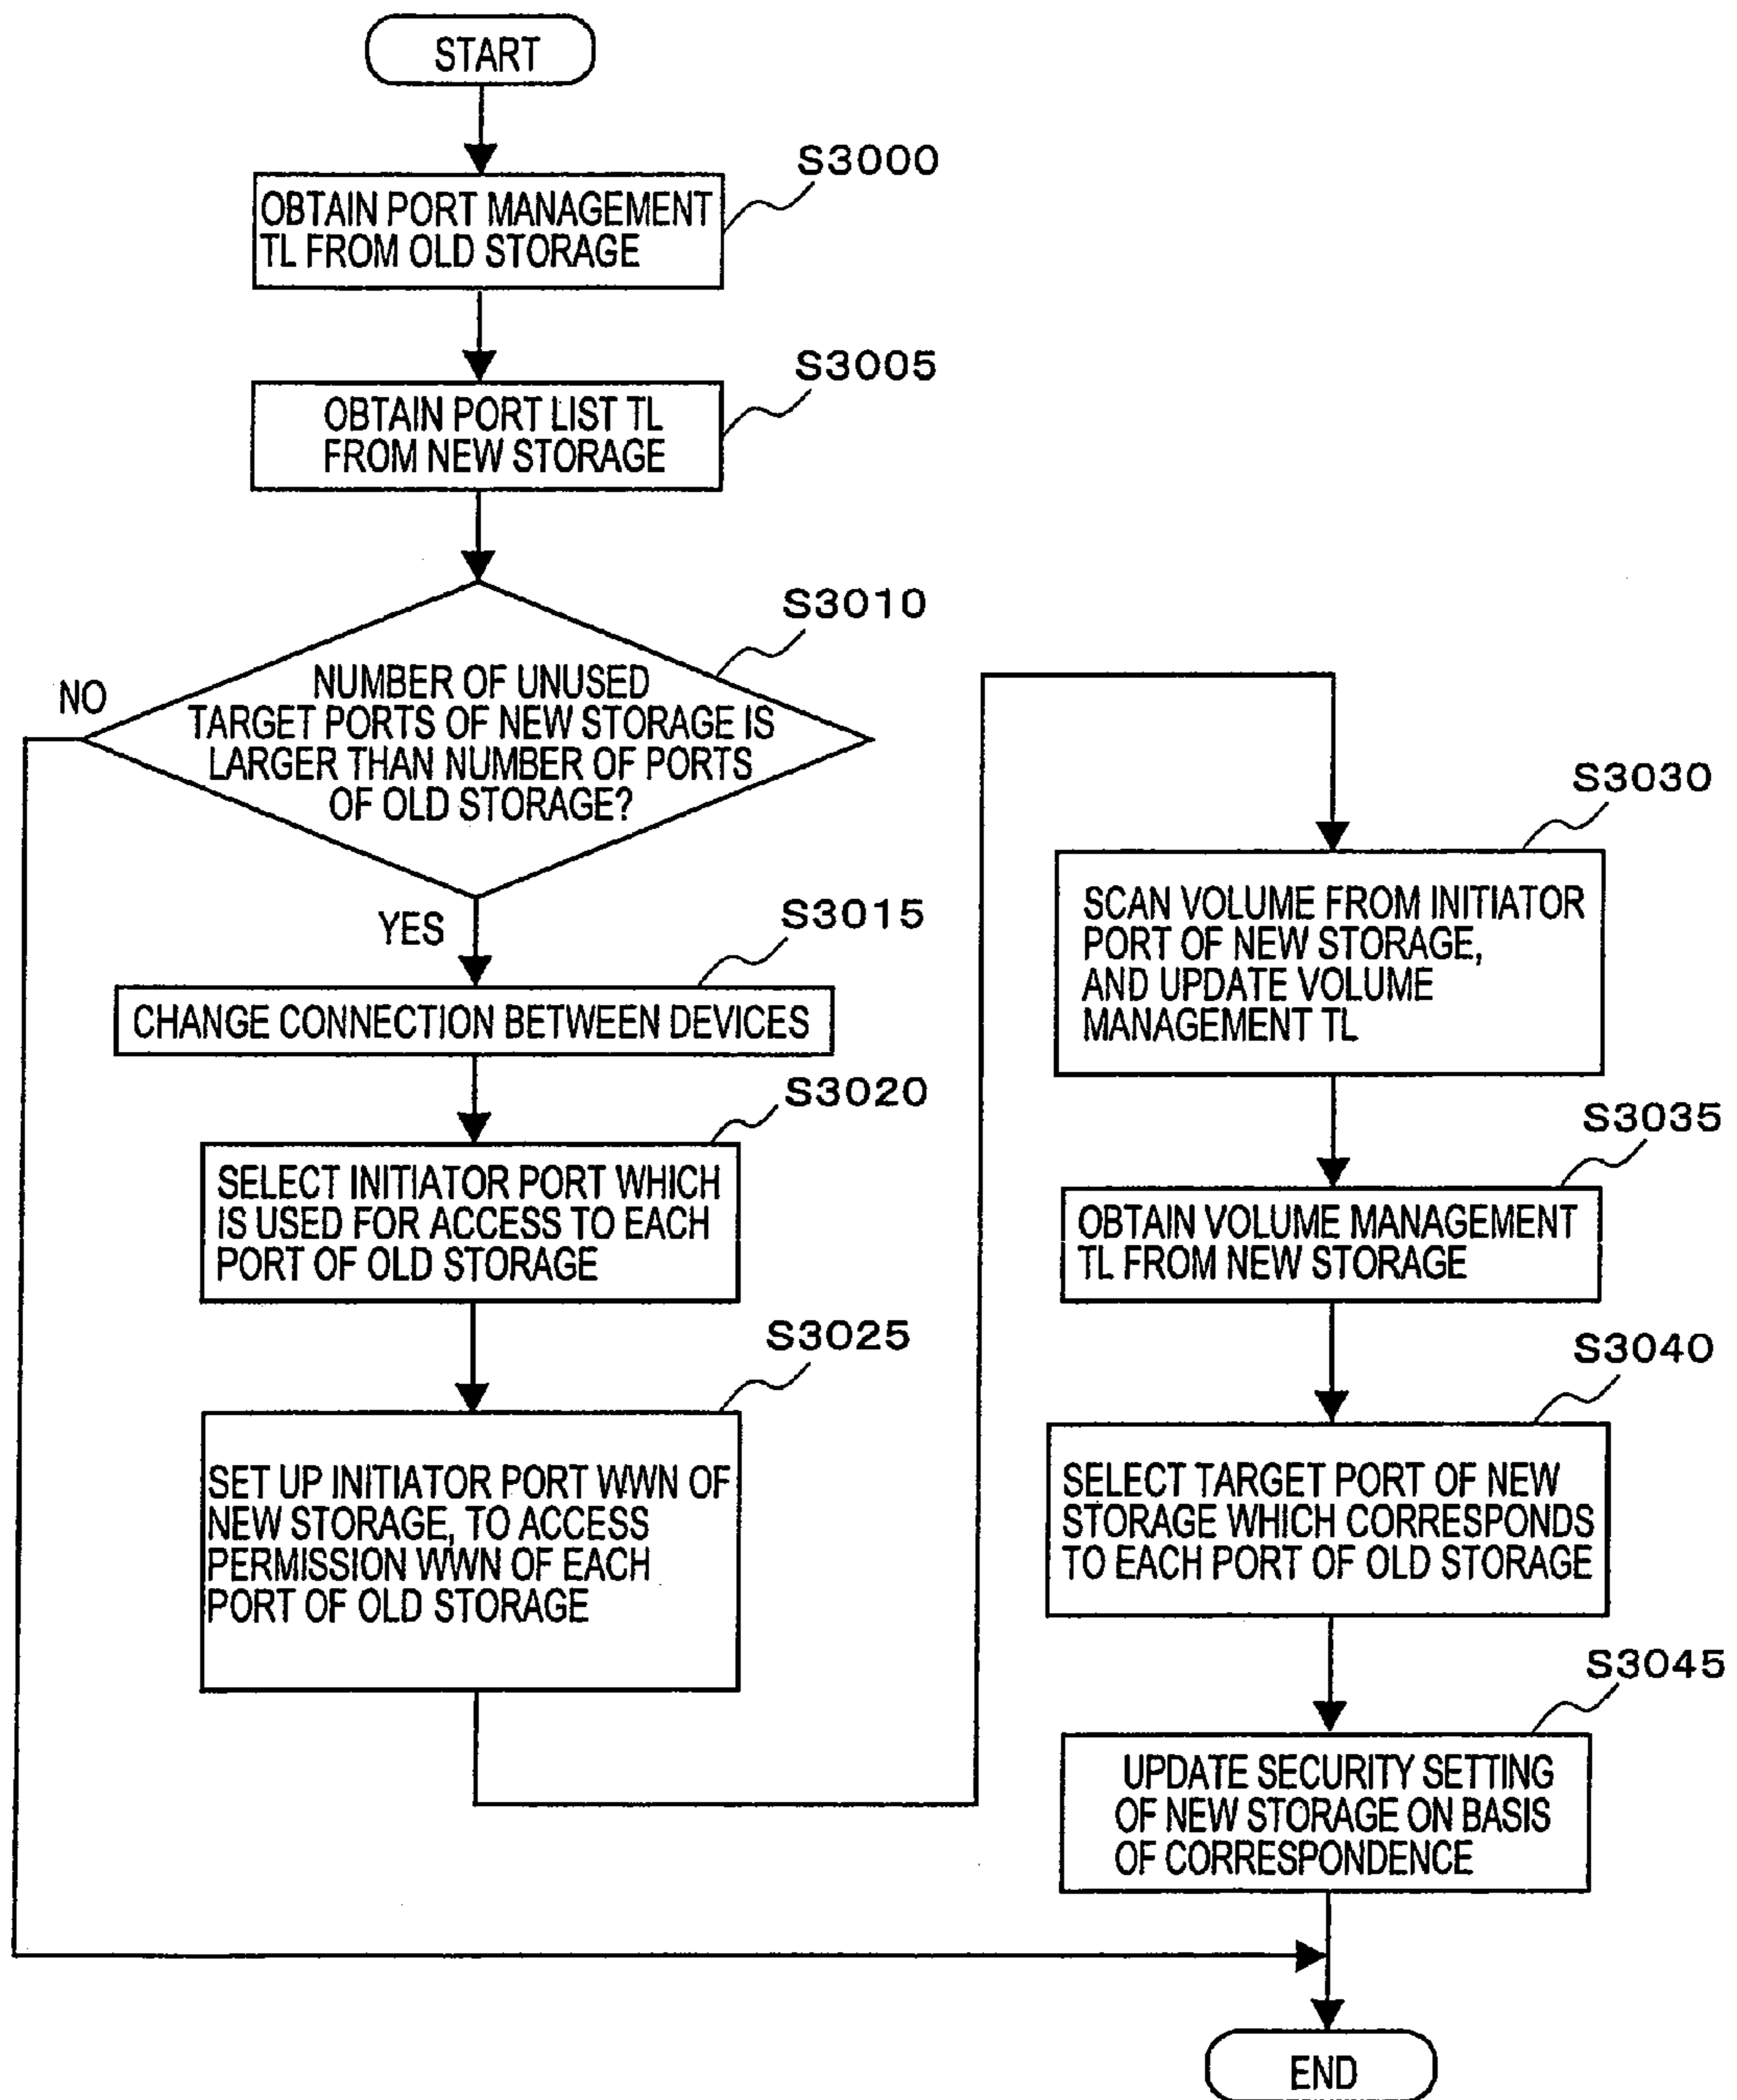 START
S3000
OBTAIN PORT MANAGEMENT
TL FROM OLD STORAGE
S3005
OBTAIN PORT LIST TL
FROM NEW STORAGE
S3010
NUMBER OF UNUSED
TARGET PORTS OF NEW STORAGE IS
LARGER THAN NUMBER OF PORTS
OF OLD STORAGE?
NO
YES
S3015
CHANGE CONNECTION BETWEEN DEVICES
S3020
SELECT INITIATOR PORT WHICH
IS USED FOR ACCESS TO EACH
PORT OF OLD STORAGE
S3025
SET UP INITIATOR PORT WWN OF
NEW STORAGE, TO ACCESS
PERMISSION WWN OF EACH
PORT OF OLD STORAGE
S3030
SCAN VOLUME FROM INITIATOR
PORT OF NEW STORAGE,
AND UPDATE VOLUME
MANAGEMENT TL
S3035
OBTAIN VOLUME MANAGEMENT
TL FROM NEW STORAGE
S3040
SELECT TARGET PORT OF NEW
STORAGE WHICH CORRESPONDS
TO EACH PORT OF OLD STORAGE
S3045
UPDATE SECURITY SETTING
OF NEW STORAGE ON BASIS
OF CORRESPONDENCE
END